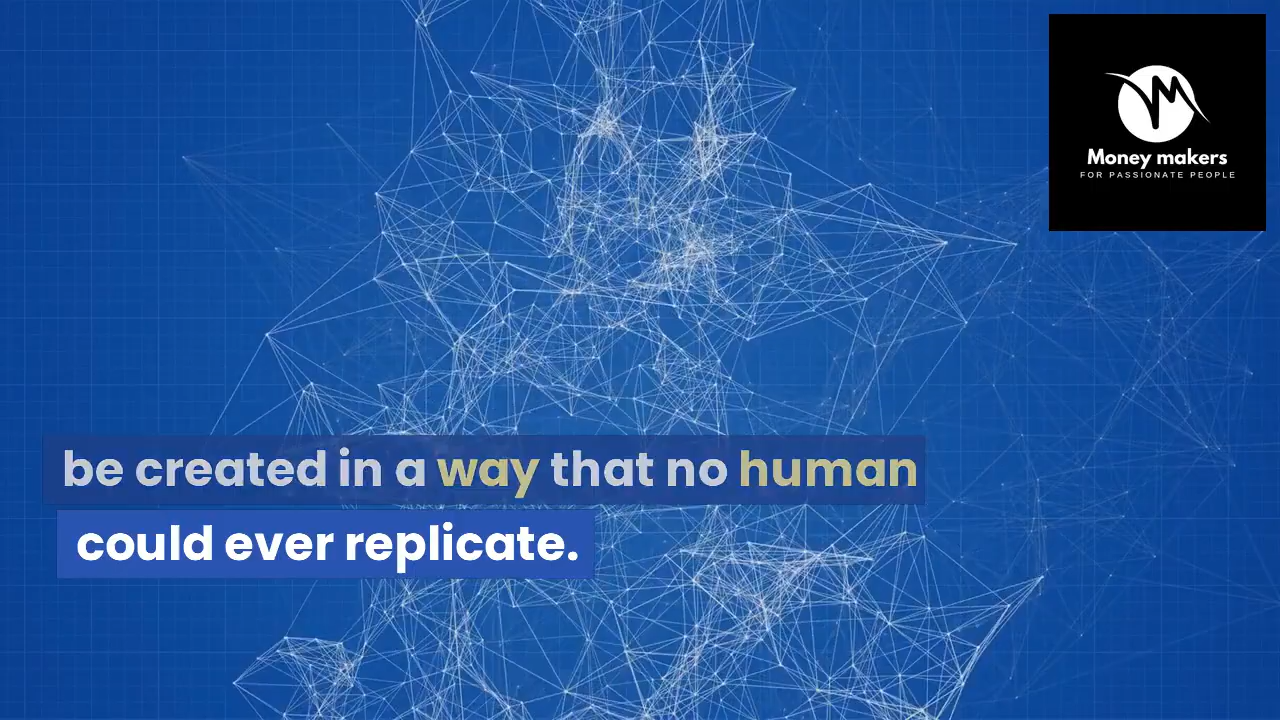 Money makers
FOR PASSIONATE PEOPLE
be created in a way that no human
could ever replicate.